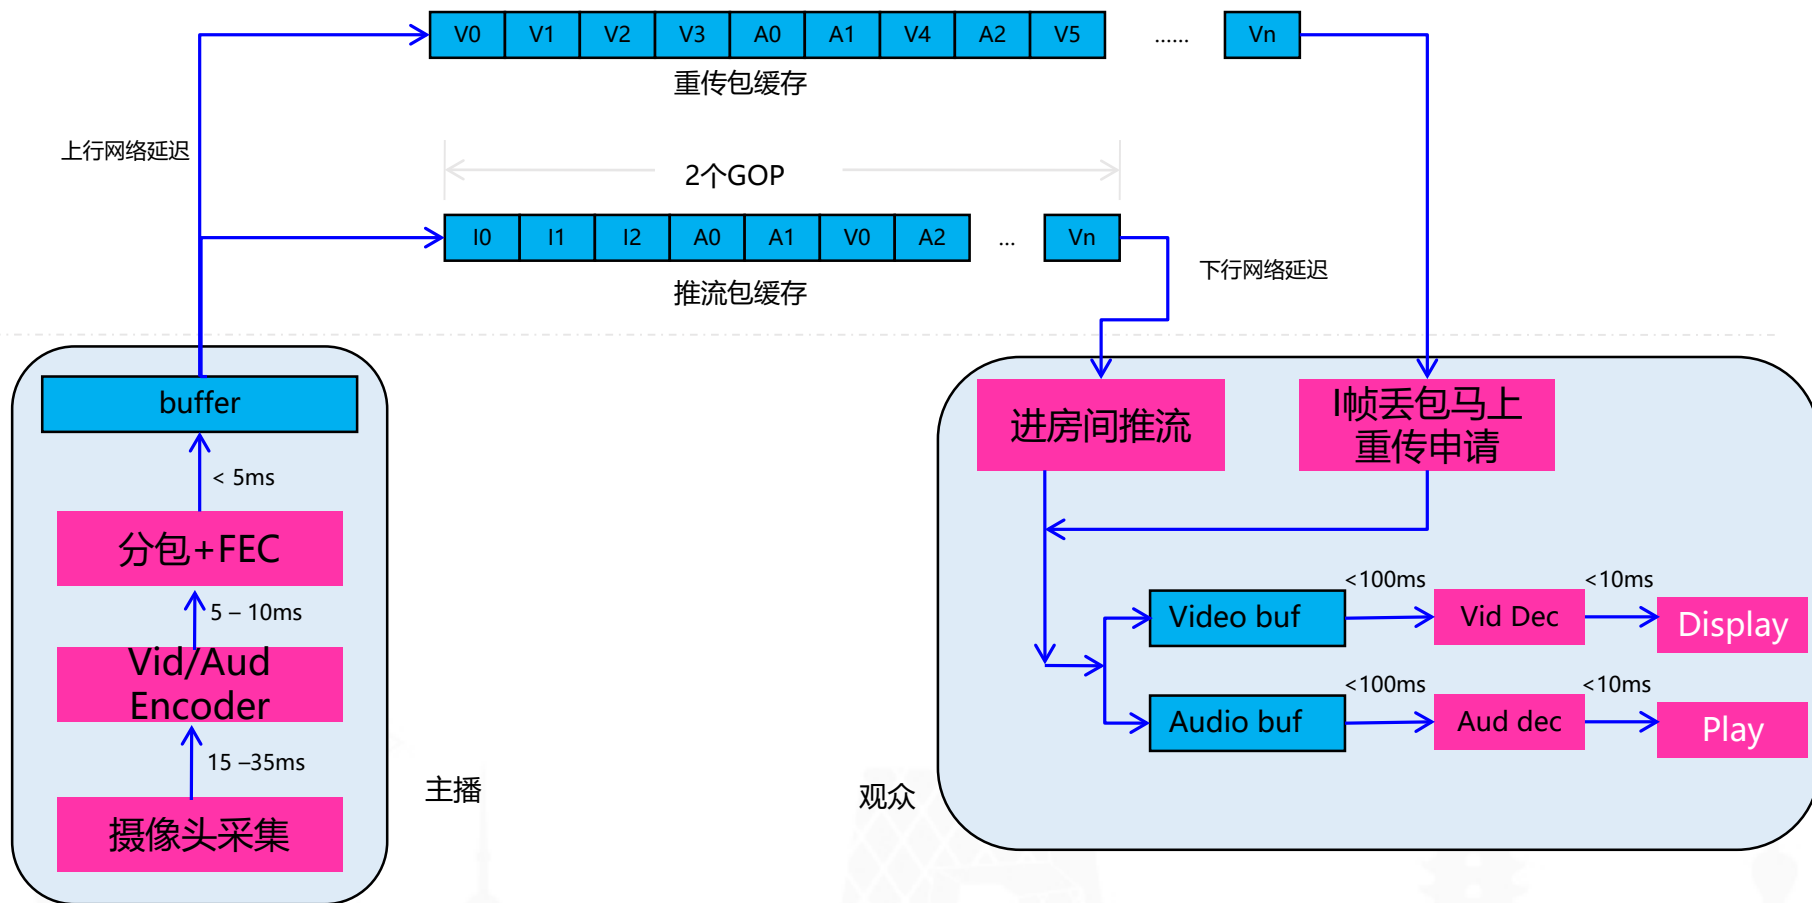 V0 V1 V2 V3 A0 A1 V4 A2 V5 ...... Vn
重传包缓存
上行网络延迟
2个GOP
I0 I1 I2 A0 A1 V0 A2 ... Vn
推流包缓存
下行网络延迟
buffer
< 5ms
分包+FEC
5 – 10ms
Vid/Aud
Encoder
15 –35ms
摄像头采集
主播
观众
进房间推流
I帧丢包马上
重传申请
Video buf
<100ms
Vid Dec
<10ms
Display
Audio buf
<100ms
Aud dec
<10ms
Play